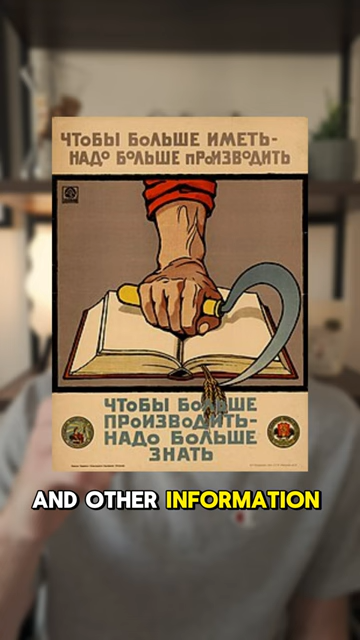 ЧТОБЫ БОЛЬШЕ ИМЕТЬ-
НАДО БОЛЬШЕ ПРОИЗВОДИТЬ
ЧТОБЫ БОЛЬШЕ
ПРОИЗВОДИТЬ-
НАДО БОЛЬШЕ
ЗНАТЬ
AND OTHER INFORMATION